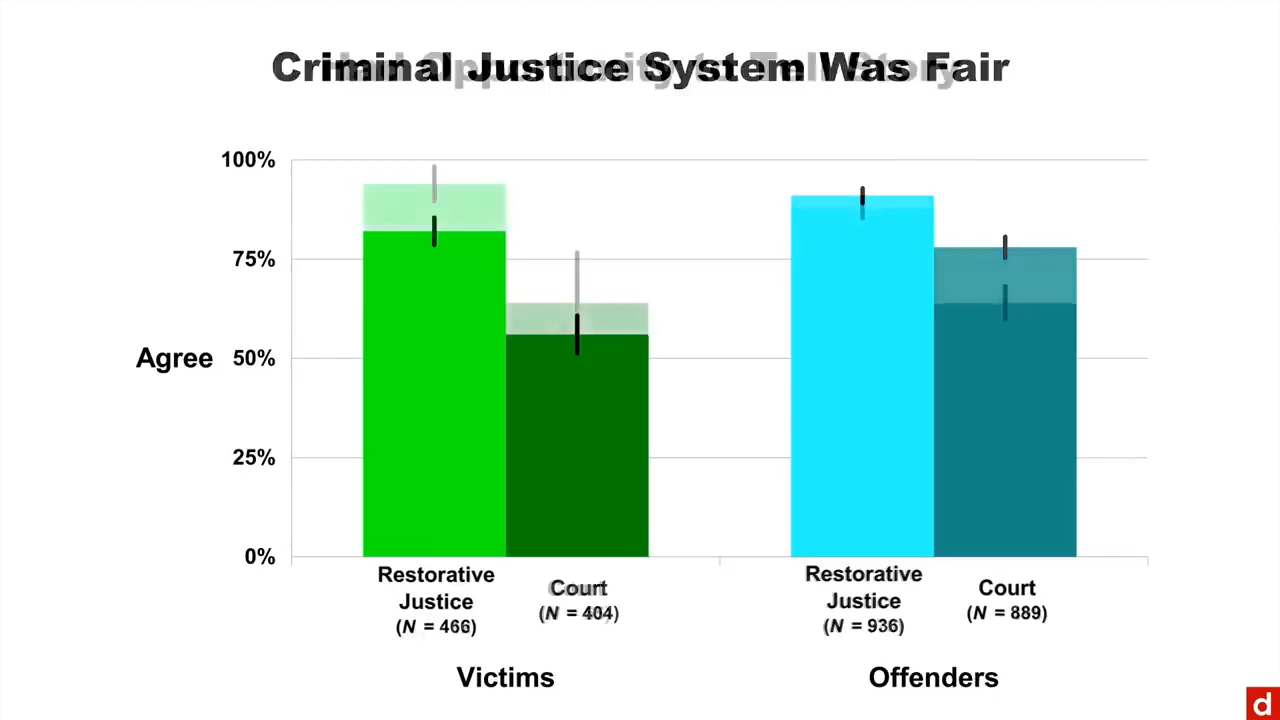 Criminal Justice System Was Fair
100%
75%
Agree 50%
25%
0%
Restorative
Justice
(N = 466)
Court
(N = 404)
Restorative
Justice
(N = 936)
Court
(N = 889)
Victims
Offenders
d